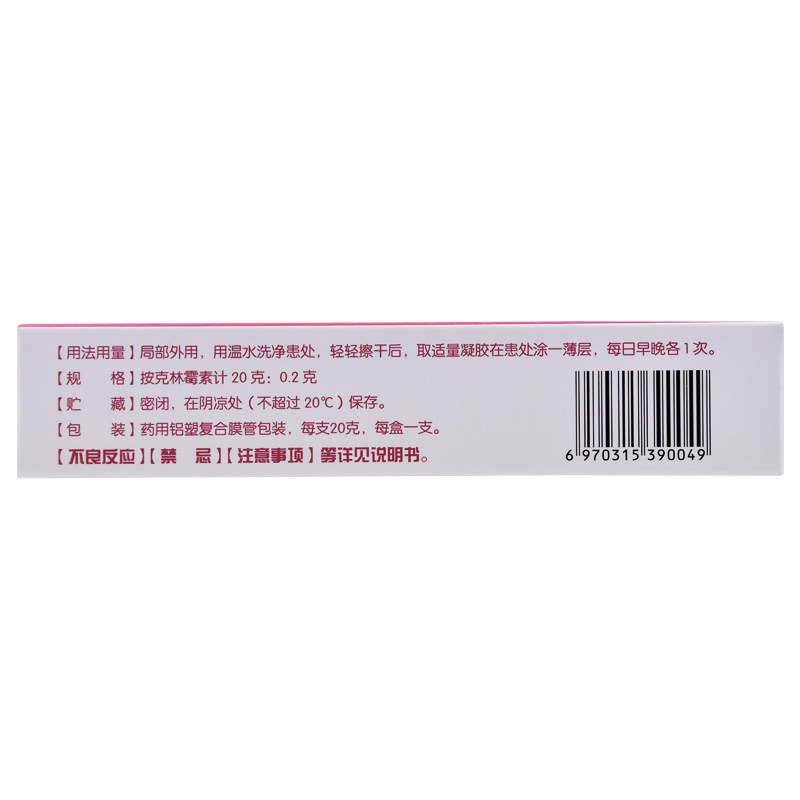 【用法用量】局部外用，用温水洗净患处，轻轻擦干后，取适量凝胶在患处涂一薄层，每日早晚各1次。
【规　　格】按克林霉素计20克：0.2克
【贮　　藏】密闭，在阴凉处（不超过20℃）保存。
【包　　装】药用铝塑复合膜管包装，每支20克，每盒一支。
【不良反应】【禁　忌】【注意事项】等详见说明书。
6 970315 390049